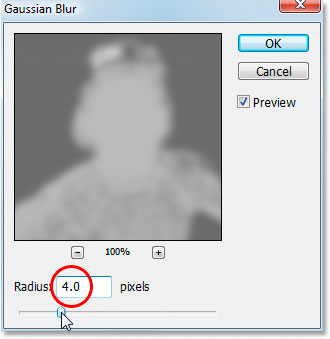 Gaussian Blur
OK
Cancel
Preview
100%
Radius: 4.0 pixels